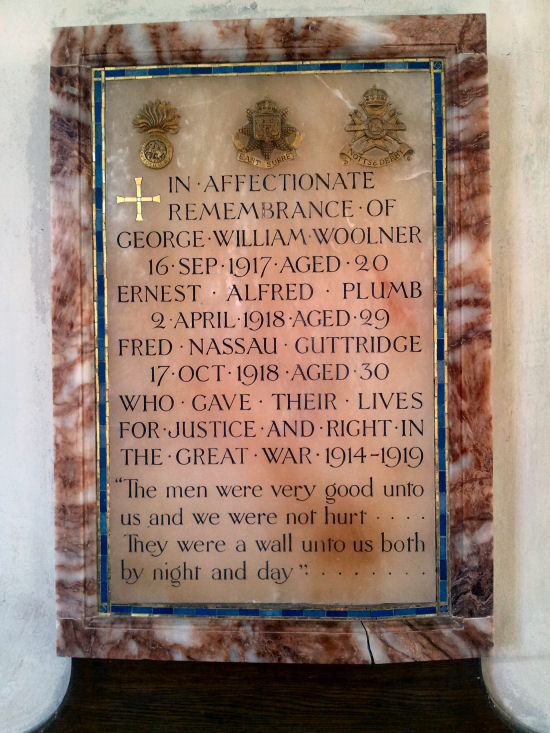 EAST SURREY
NOTTS & DERBY
IN · AFFECTIONATE
REMEMBRANCE · OF
GEORGE · WILLIAM · WOOLNER
16 · SEP · 1917 · AGED · 20
ERNEST · ALFRED · PLUMB
2 · APRIL · 1918 · AGED · 29
FRED · NASSAU · GUTTRIDGE
17 · OCT · 1918 · AGED · 30
WHO · GAVE · THEIR · LIVES
FOR · JUSTICE · AND · RIGHT · IN
THE · GREAT · WAR · 1914-1919
“The men were very good unto
us and we were not hurt . . . .
They were a wall unto us both
by night and day” . . . . . . . .